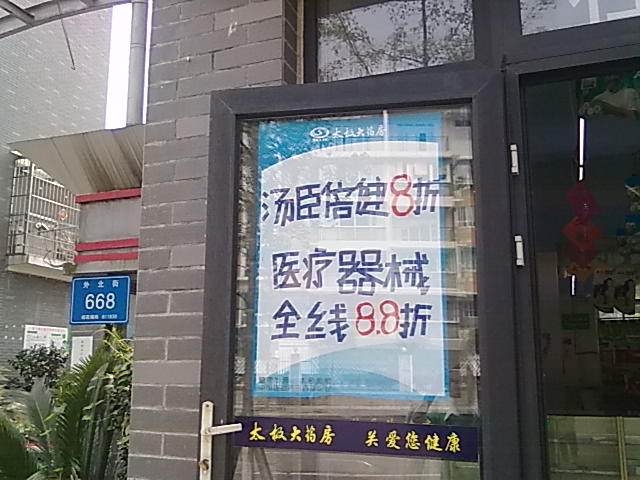 太极大药房
汤臣倍健8折
医疗器械
全线8.8折
外北街
668
太极大药房 关爱您健康